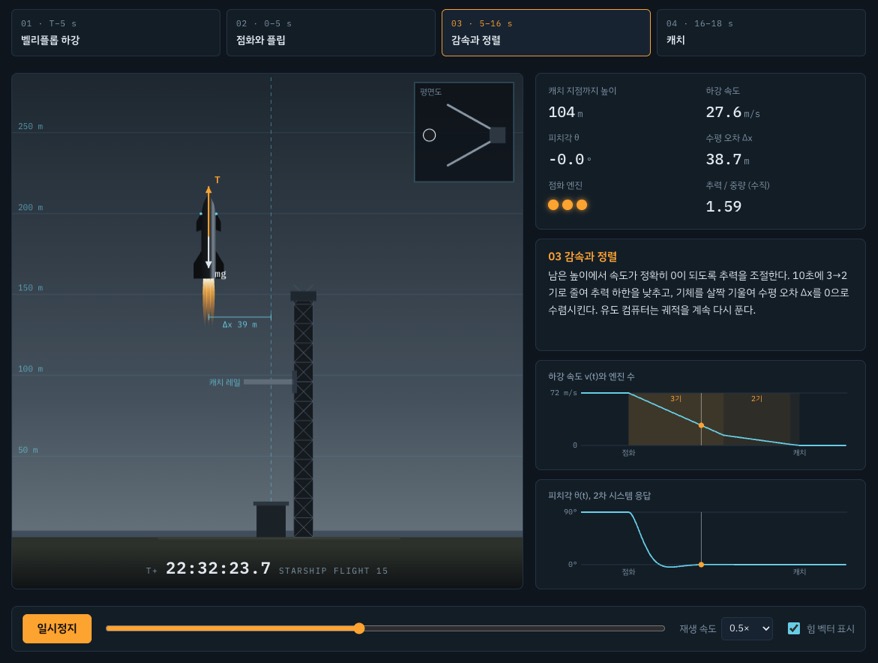 01 · T−5 s
벨리플롭 하강
02 · 0–5 s
점화와 플립
03 · 5–16 s
감속과 정렬
04 · 16–18 s
캐치
250 m
200 m
150 m
100 m
50 m
평면도
T
mg
Δx 39 m
캐치 레일
T+ 22:32:23.7 STARSHIP FLIGHT 15
캐치 지점까지 높이
104 m
하강 속도
27.6 m/s
피치각 θ
-0.0 °
수평 오차 Δx
38.7 m
점화 엔진
추력 / 중량 (수직)
1.59
03 감속과 정렬
남은 높이에서 속도가 정확히 0이 되도록 추력을 조절한다. 10초에 3→2
기로 줄여 추력 하한을 낮추고, 기체를 살짝 기울여 수평 오차 Δx를 0으로
수렴시킨다. 유도 컴퓨터는 궤적을 계속 다시 푼다.
하강 속도 v(t)와 엔진 수
72 m/s
3기
2기
0
점화
캐치
피치각 θ(t), 2차 시스템 응답
90°
0°
점화
캐치
일시정지
재생 속도
0.5×
힘 벡터 표시